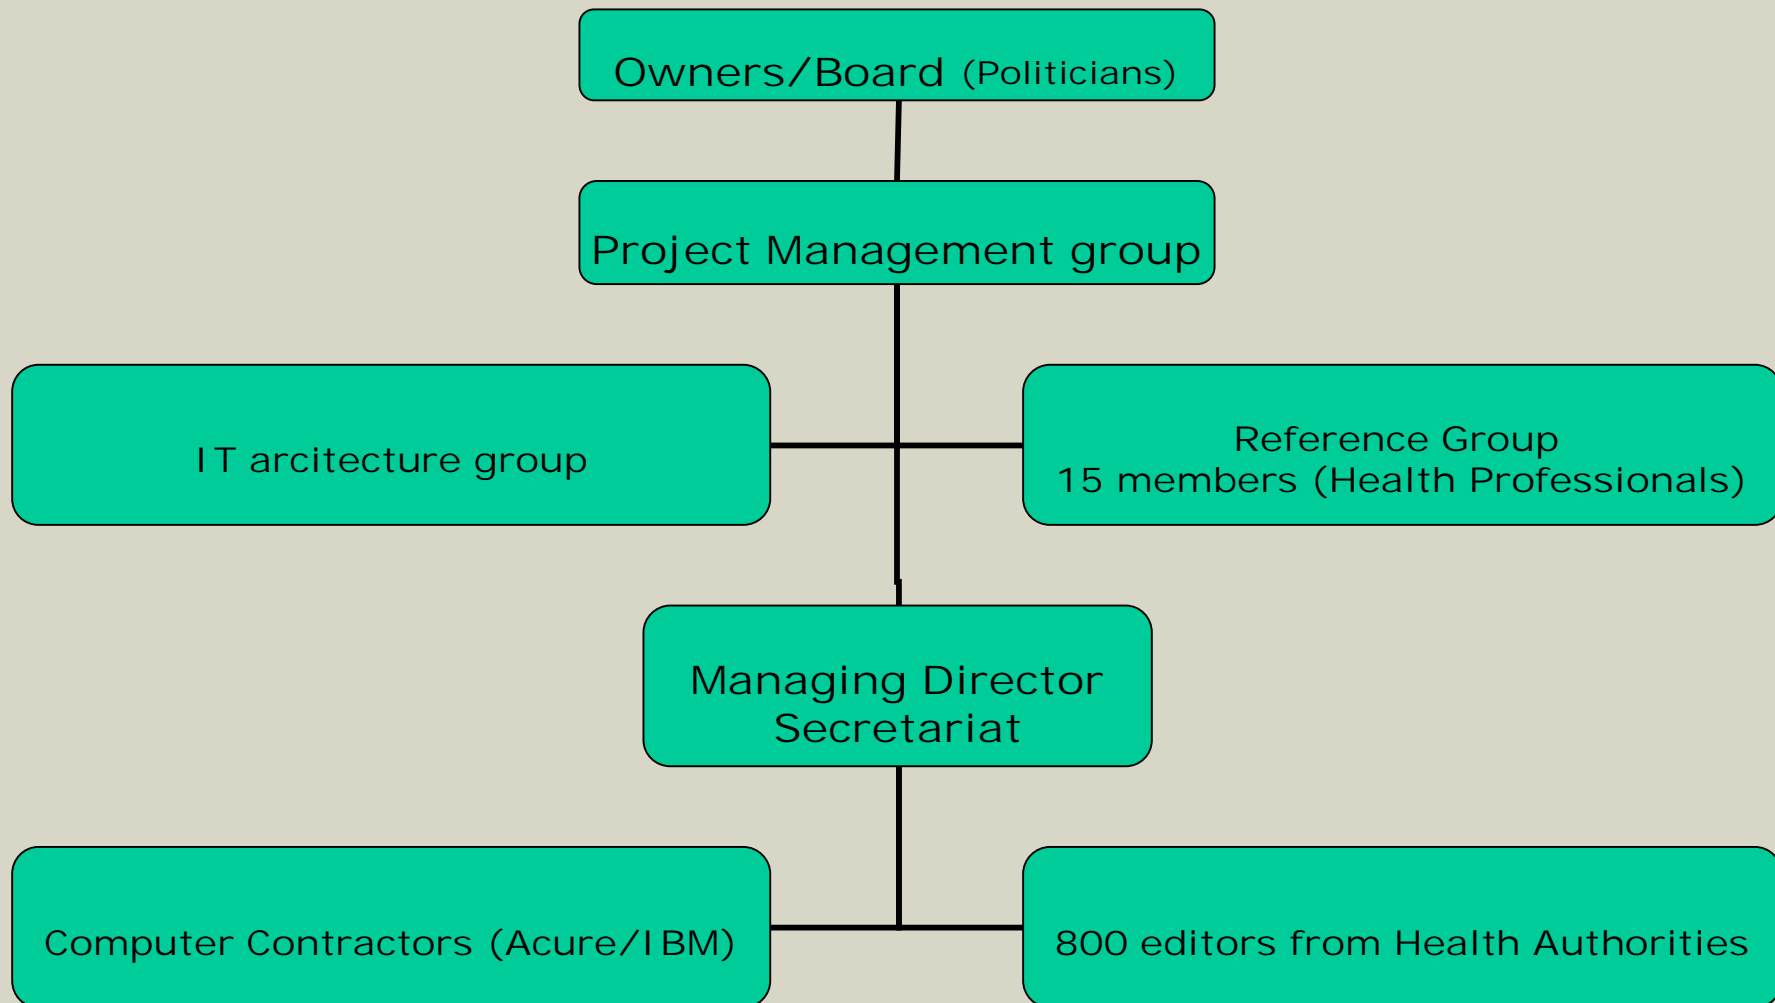 Owners/Board (Politicians)
Project Management group
IT arcitecture group
Reference Group
15 members (Health Professionals)
Managing Director
Secretariat
Computer Contractors (Acure/IBM)
800 editors from Health Authorities